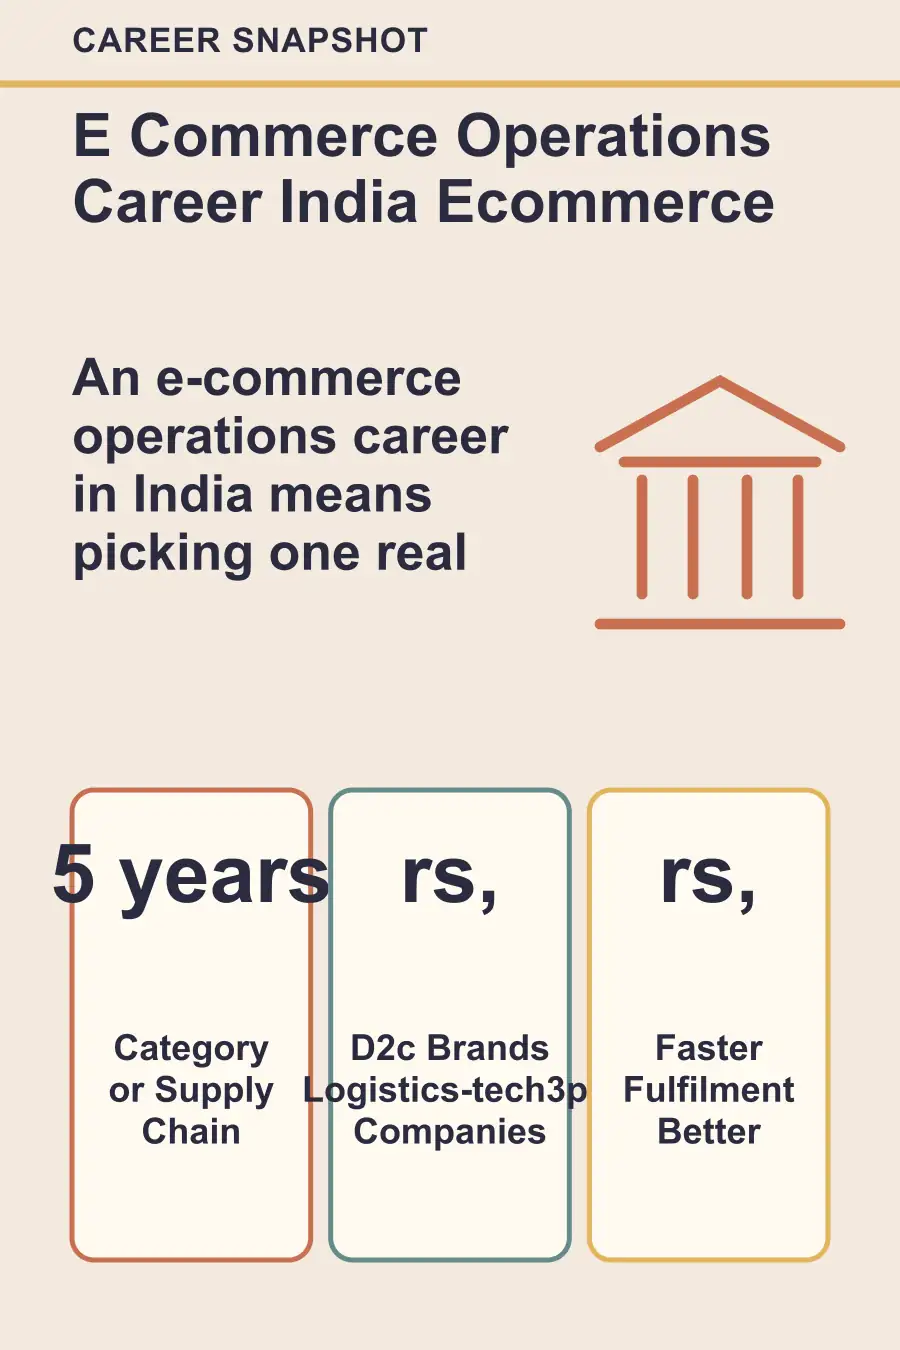 CAREER SNAPSHOT
E Commerce Operations
Career India Ecommerce
An e-commerce
operations career
in India means
picking one real
5 years
Category
or Supply
Chain
rs,
D2c Brands
Logistics-tech3p
Companies
rs,
Faster
Fulfilment
Better